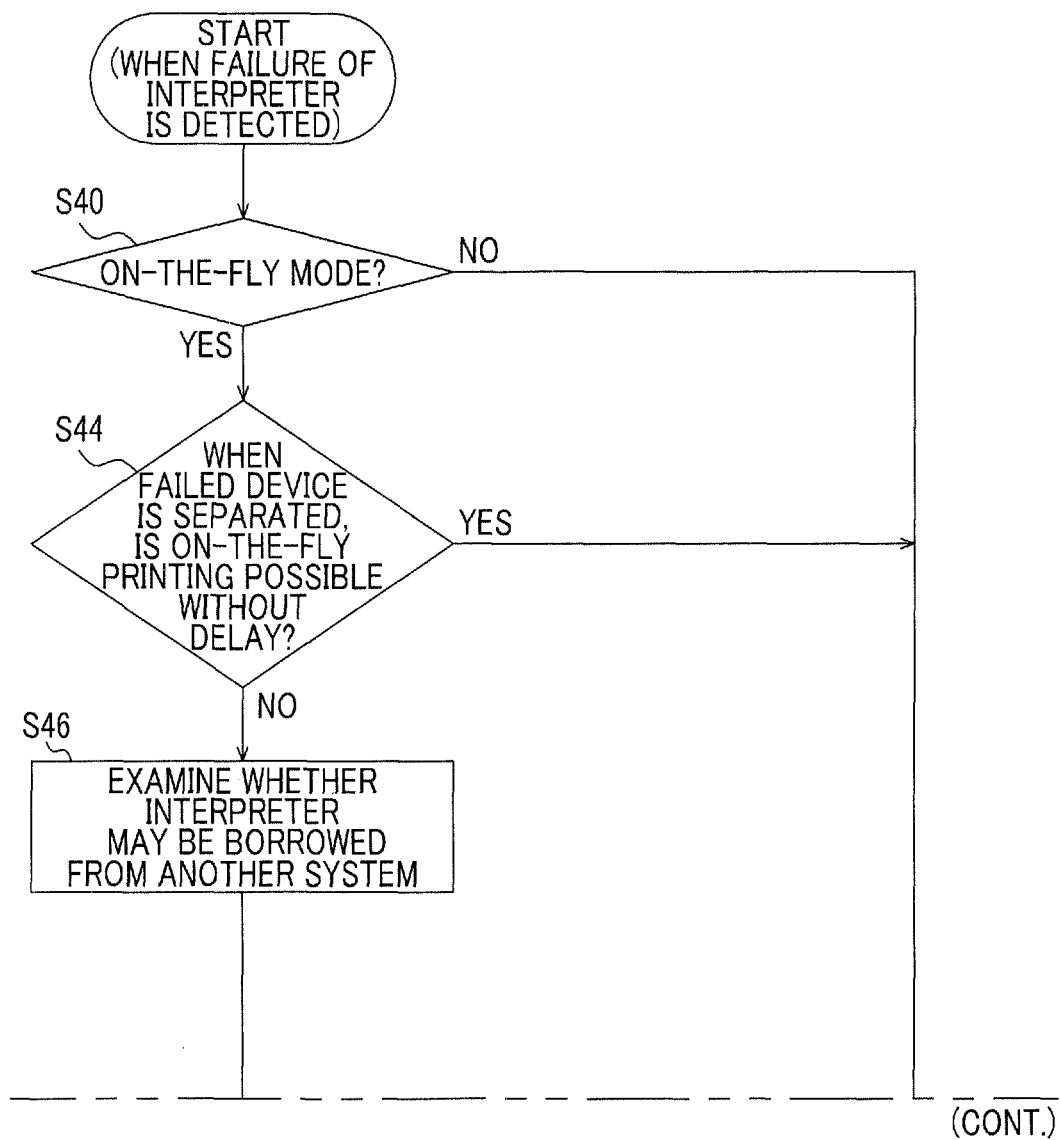 START
(WHEN FAILURE OF
INTERPRETER
IS DETECTED)
S40
ON-THE-FLY MODE?
NO
YES
S44
WHEN
FAILED DEVICE
IS SEPARATED,
IS ON-THE-FLY
PRINTING POSSIBLE
WITHOUT
DELAY?
YES
NO
S46
EXAMINE WHETHER
INTERPRETER
MAY BE BORROWED
FROM ANOTHER SYSTEM
(CONT.)